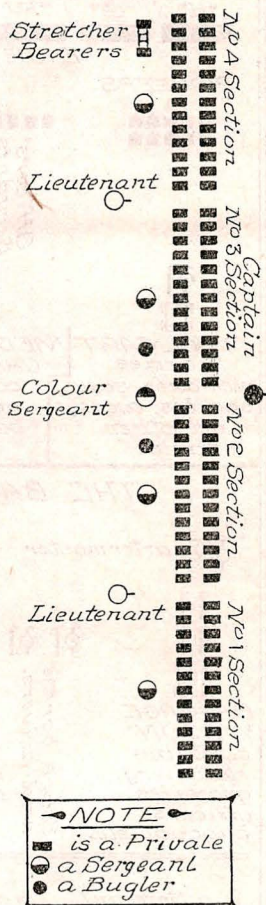 Stretcher
Bearers
Nº 4 Section
Lieutenant
Nº 3 Section
Captain
Colour
Sergeant
Nº 2 Section
Lieutenant
Nº 1 Section
NOTE
is a Private
a Sergeant
a Bugler